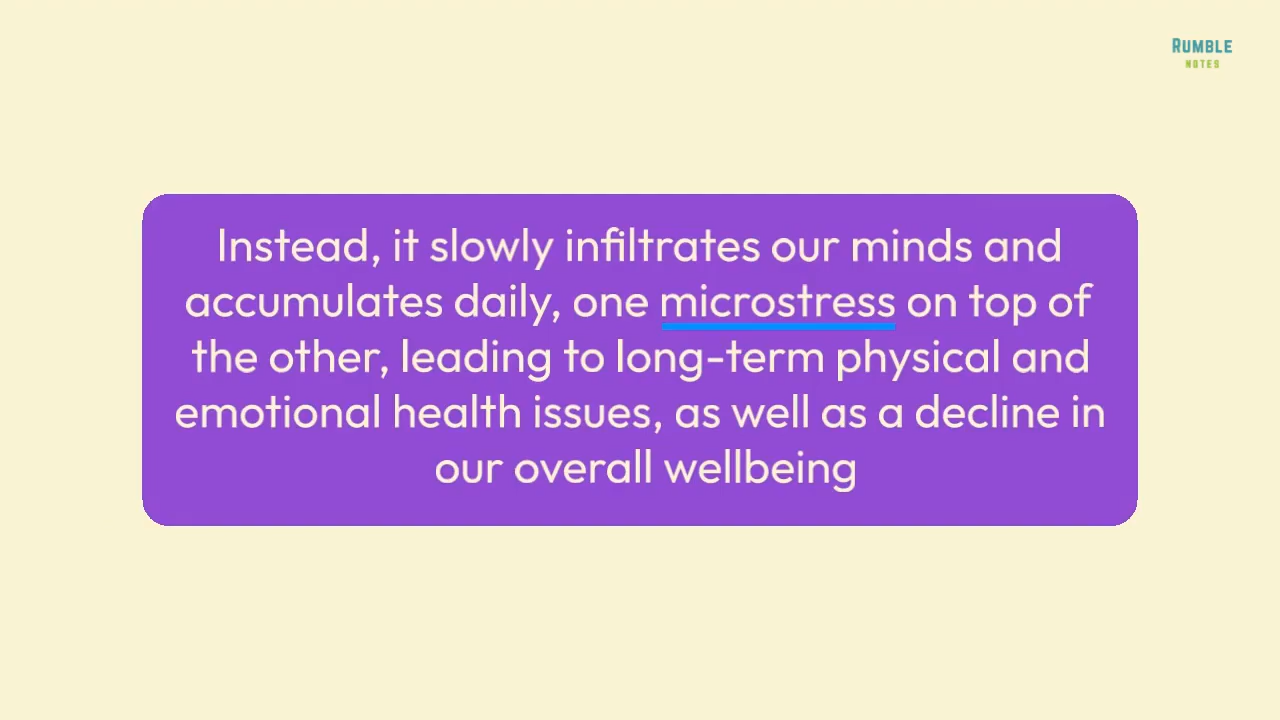 RUMBLE
NOTES
Instead, it slowly infiltrates our minds and
accumulates daily, one microstress on top of
the other, leading to long-term physical and
emotional health issues, as well as a decline in
our overall wellbeing